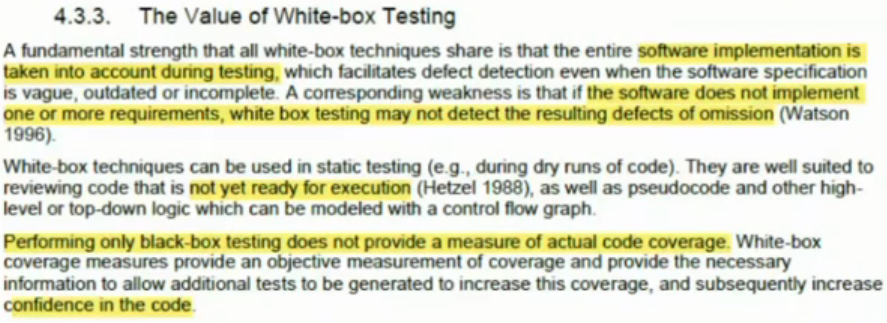 4.3.3. The Value of White-box Testing
A fundamental strength that all white-box techniques share is that the entire software implementation is
taken into account during testing, which facilitates defect detection even when the software specification
is vague, outdated or incomplete. A corresponding weakness is that if the software does not implement
one or more requirements, white box testing may not detect the resulting defects of omission (Watson
1996).
White-box techniques can be used in static testing (e.g., during dry runs of code). They are well suited to
reviewing code that is not yet ready for execution (Hetzel 1988), as well as pseudocode and other high-
level or top-down logic which can be modeled with a control flow graph.
Performing only black-box testing does not provide a measure of actual code coverage. White-box
coverage measures provide an objective measurement of coverage and provide the necessary
information to allow additional tests to be generated to increase this coverage, and subsequently increase
confidence in the code.